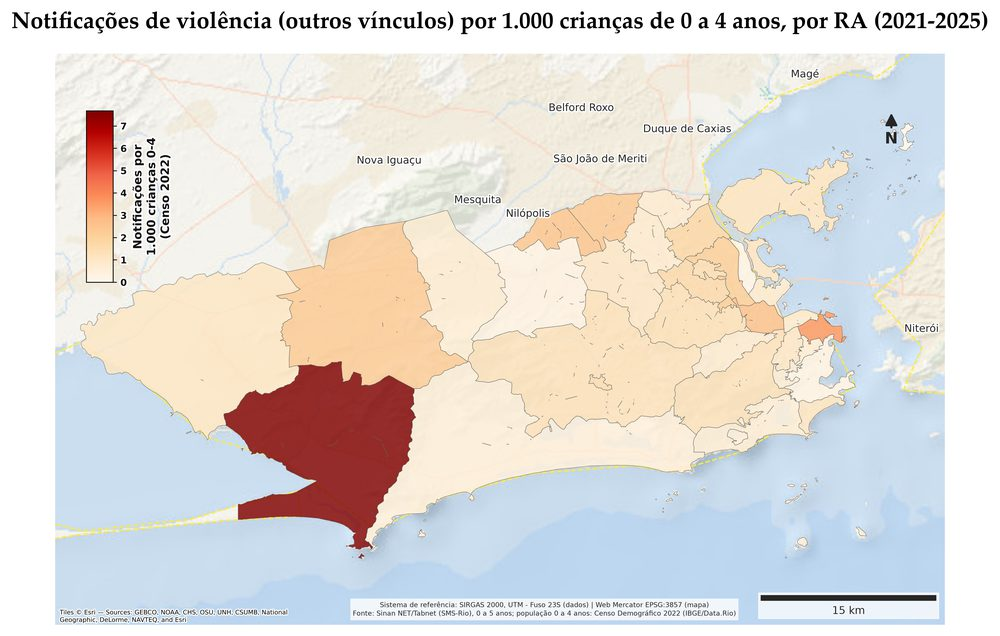 Notificações de violência (outros vínculos) por 1.000 crianças de 0 a 4 anos, por RA (2021-2025)
Magé
Belford Roxo
Duque de Caxias
N
São João de Meriti
Nova Iguaçu
Mesquita
Nilópolis
Niterói
7
6
5
4
3
2
1
0
Notificações por
1.000 crianças 0-4
(Censo 2022)
Tiles © Esri — Sources: GEBCO, NOAA, CHS, OSU, UNH, CSUMB, National
Geographic, DeLorme, NAVTEQ, and Esri
Sistema de referência: SIRGAS 2000, UTM - Fuso 23S (dados) | Web Mercator EPSG:3857 (mapa)
Fonte: Sinan NET/Tabnet (SMS-Rio), 0 a 5 anos; população 0 a 4 anos: Censo Demográfico 2022 (IBGE/Data.Rio)
15 km